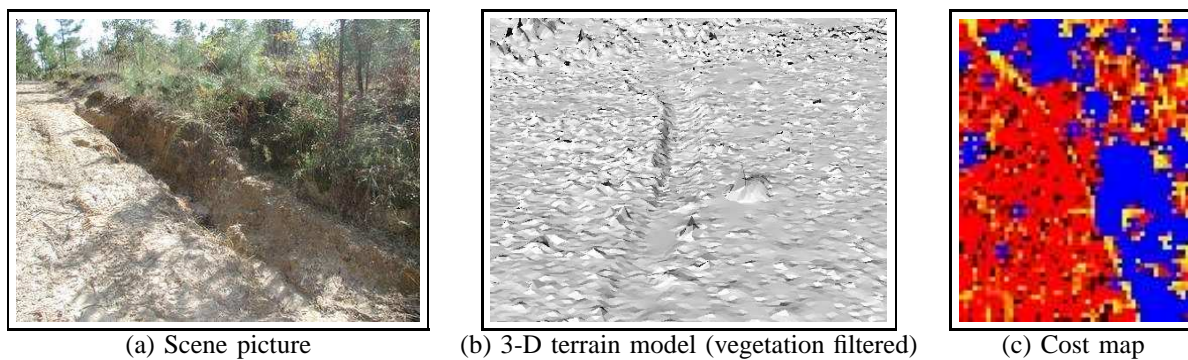 (a) Scene picture
(b) 3-D terrain model (vegetation filtered)
(c) Cost map